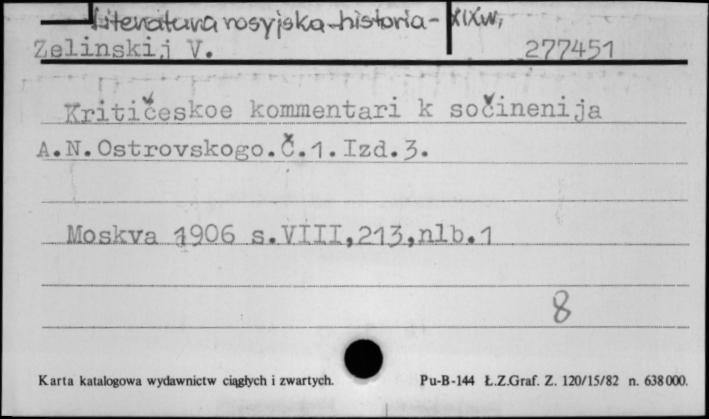 Literatura rosyjska - historia - XIXw,
Zelinskij V. 277451
Kritičeskoe kommentari k sočinenija
A.N.Ostrovskogo.Č.1.Izd.3.
Moskva 1906 s.VIII,213,nlb.1
8
Karta katalogowa wydawnictw ciągłych i zwartych. Pu-B-144 Ł.Z.Graf. Z. 120/15/82 n. 638000.